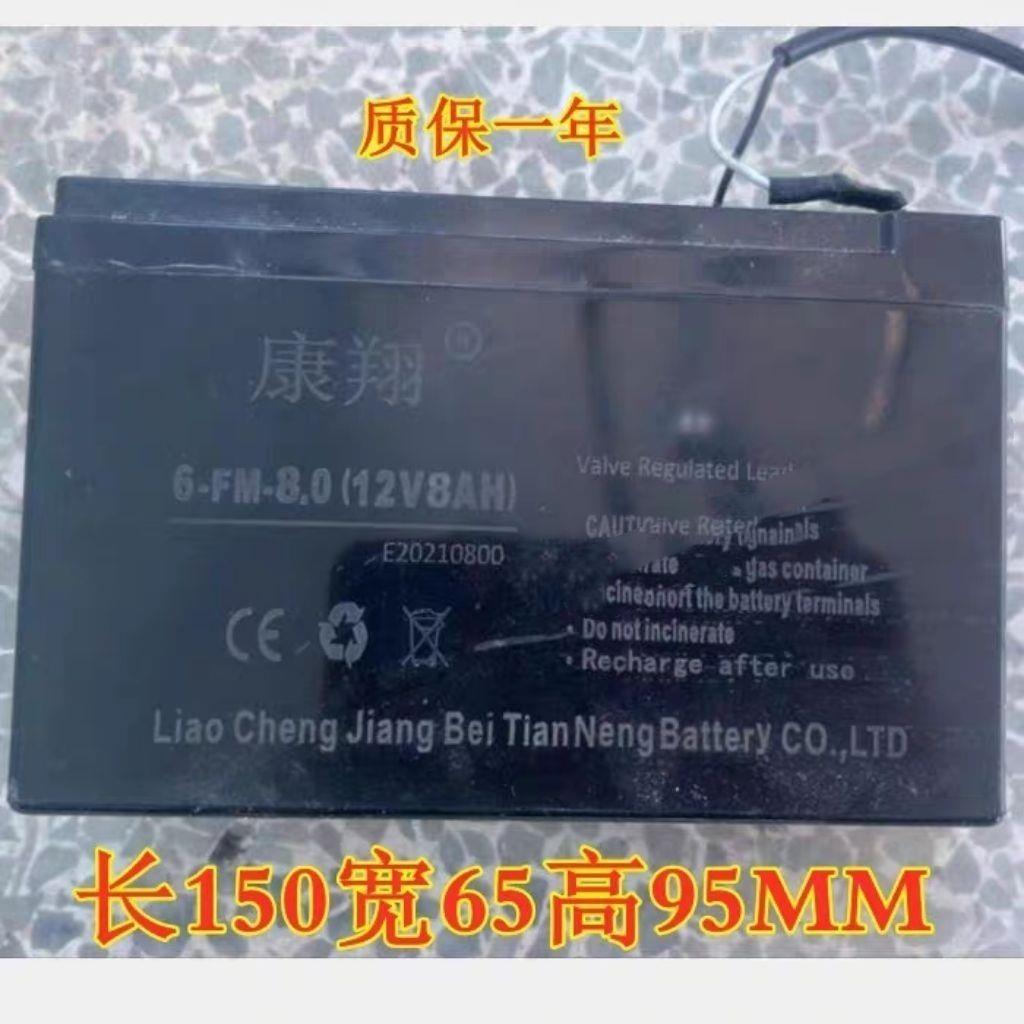 质保一年
康翔®
6-FM-8.0 (12V8AH)
E20210800
Valve Regulated Lead
gas container
the battery terminals
• Do not incinerate
• Recharge after use
CE
Liao Cheng Jiang Bei Tian Neng Battery CO.,LTD
长150宽65高95MM